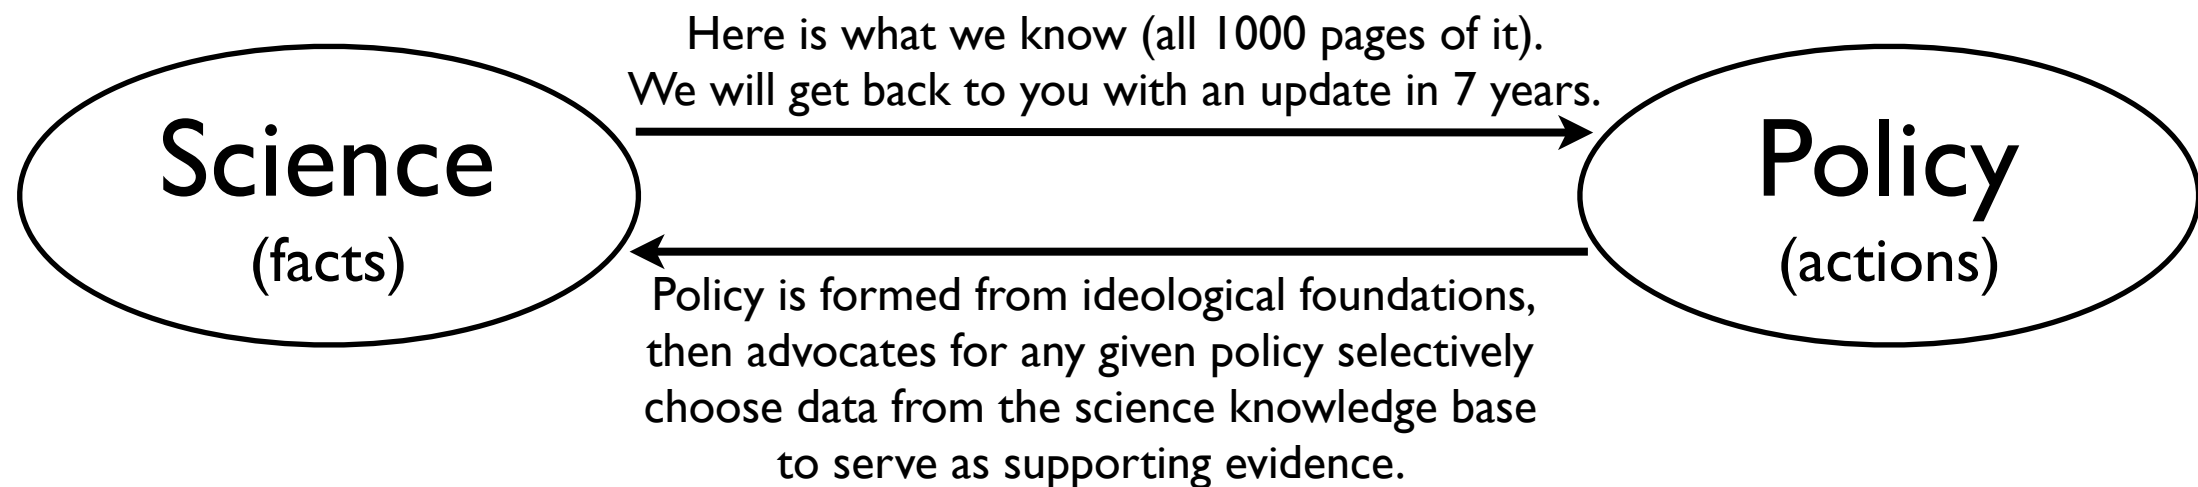 Here is what we know (all 1000 pages of it).
We will get back to you with an update in 7 years.
Science
(facts)
Policy
(actions)
Policy is formed from ideological foundations,
then advocates for any given policy selectively
choose data from the science knowledge base
to serve as supporting evidence.